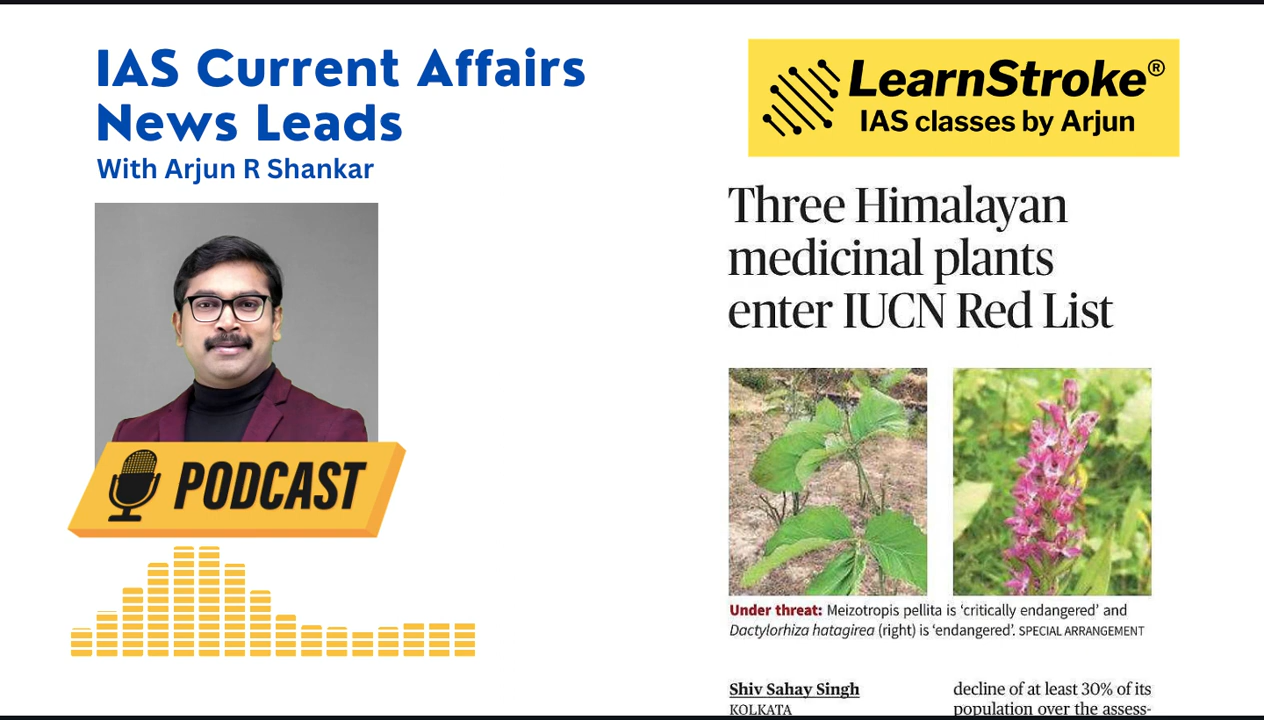 IAS Current Affairs
News Leads
With Arjun R Shankar
PODCAST
LearnStroke®
IAS classes by Arjun
Three Himalayan
medicinal plants
enter IUCN Red List
Under threat: Meizotropis pellita is ‘critically endangered’ and
Dactylorhiza hatagirea (right) is ‘endangered’. SPECIAL ARRANGEMENT
Shiv Sahay Singh
KOLKATA
decline of at least 30% of its
population over the assess-